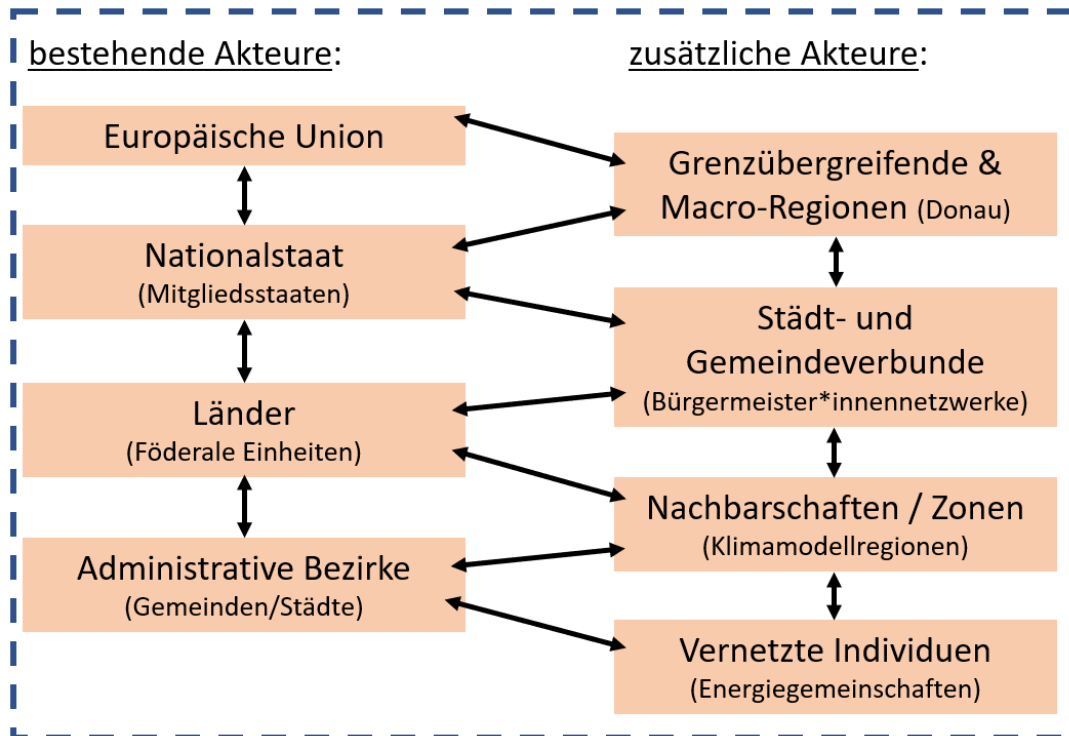 bestehende Akteure:
Europäische Union
Nationalstaat
(Mitgliedsstaaten)
Länder
(Föderale Einheiten)
Administrative Bezirke
(Gemeinden/Städte)
zusätzliche Akteure:
Grenzübergreifende &
Macro-Regionen (Donau)
Städt- und
Gemeindeverbunde
(Bürgermeister*innennetzwerke)
Nachbarschaften / Zonen
(Klimamodellregionen)
Vernetzte Individuen
(Energiegemeinschaften)